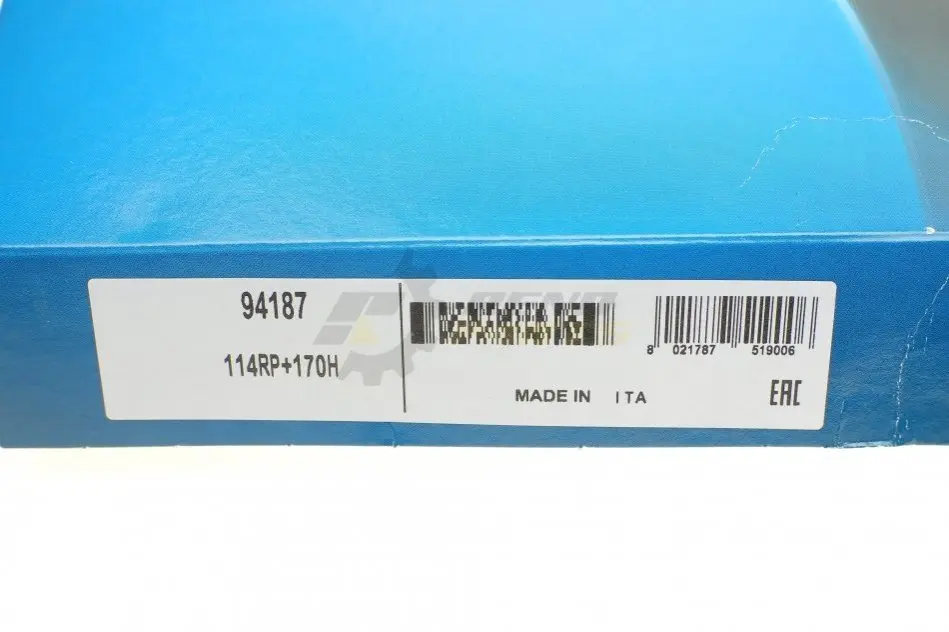 94187
114RP+170H
8 021787 519006
MADE IN ITA
EAC